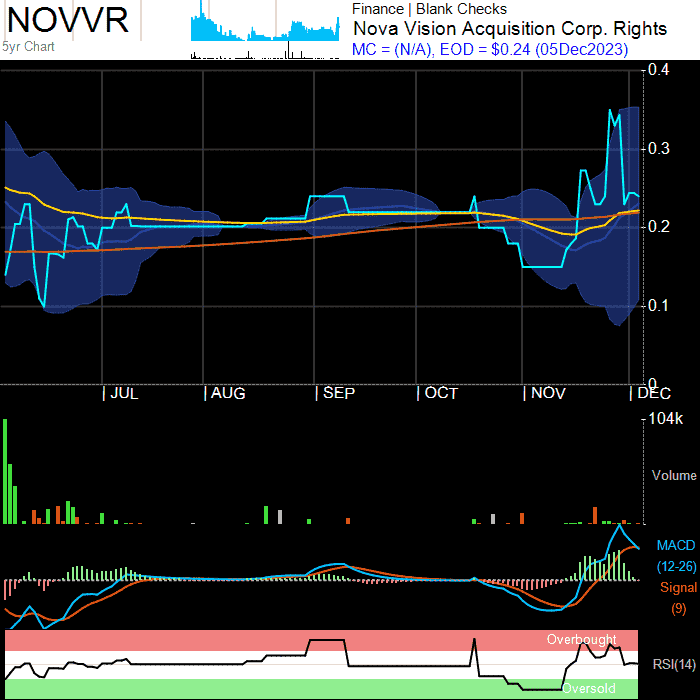 NOVVR
5yr Chart
Finance | Blank Checks
Nova Vision Acquisition Corp. Rights
MC = (N/A), EOD = $0.24 (05Dec2023)
0.4
0.3
0.2
0.1
0
JUL AUG SEP OCT NOV DEC
104k
Volume
MACD
(12-26)
Signal
(9)
Overbought
RSI(14)
Oversold